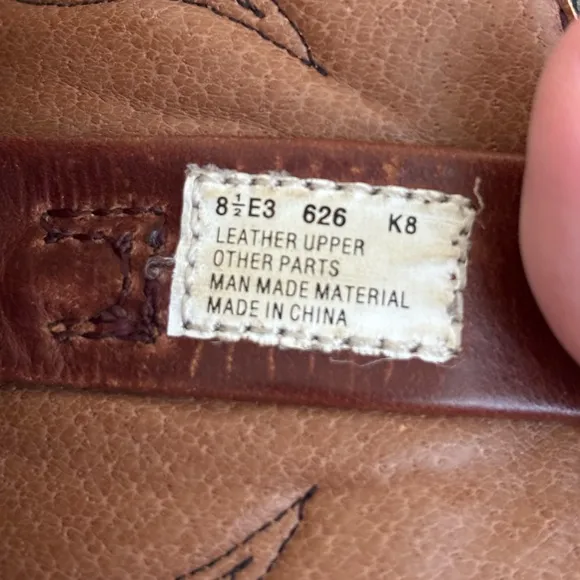 8½E3 626 K8
LEATHER UPPER
OTHER PARTS
MAN MADE MATERIAL
MADE IN CHINA